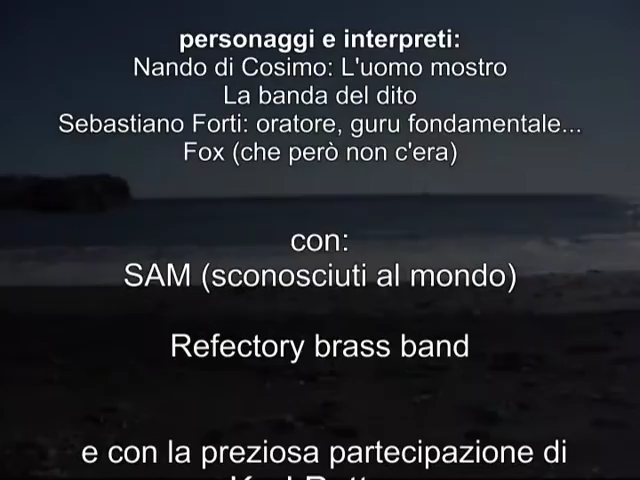 personaggi e interpreti:
Nando di Cosimo: L'uomo mostro
La banda del dito
Sebastiano Forti: oratore, guru fondamentale...
Fox (che però non c'era)
con:
SAM (sconosciuti al mondo)
Refectory brass band
e con la preziosa partecipazione di